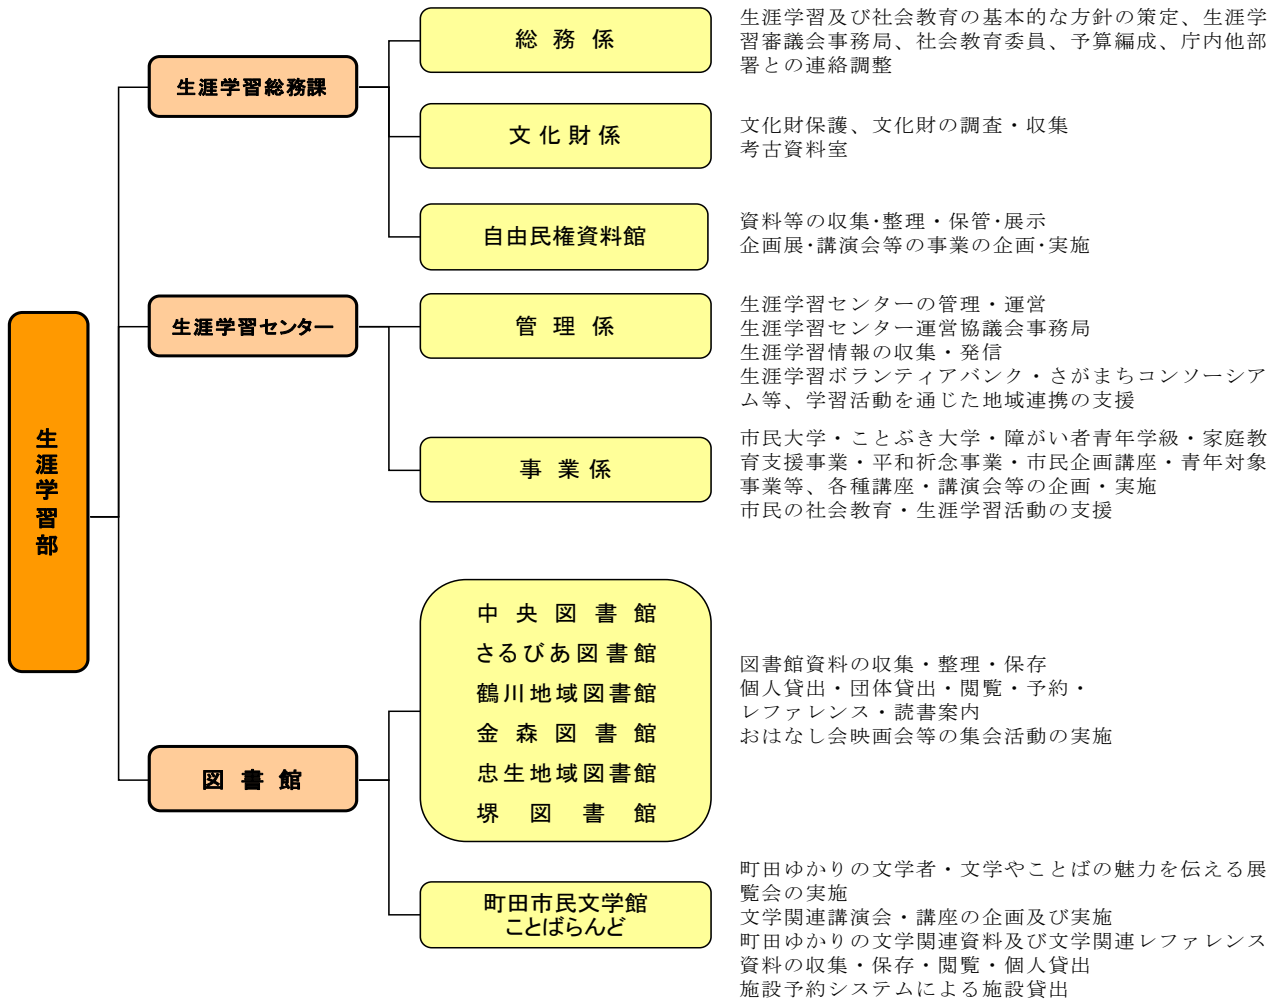 生涯学習部
生涯学習総務課
総務係
生涯学習及び社会教育の基本的な方針の策定、生涯学
習審議会事務局、社会教育委員、予算編成、庁内他部
署との連絡調整
文化財係
文化財保護、文化財の調査・収集
考古資料室
自由民権資料館
資料等の収集・整理・保管・展示
企画展・講演会等の事業の企画・実施
生涯学習センター
管理係
生涯学習センターの管理・運営
生涯学習センター運営協議会事務局
生涯学習情報の収集・発信
生涯学習ボランティアバンク・さがまちコンソーシア
ム等、学習活動を通じた地域連携の支援
事業係
市民大学・ことぶき大学・障がい者青年学級・家庭教
育支援事業・平和祈念事業・市民企画講座・青年対象
事業等、各種講座・講演会等の企画・実施
市民の社会教育・生涯学習活動の支援
図書館
中央図書館
さるびあ図書館
鶴川地域図書館
金森図書館
忠生地域図書館
堺図書館
図書館資料の収集・整理・保存
個人貸出・団体貸出・閲覧・予約・
レファレンス・読書案内
おはなし会映画会等の集会活動の実施
町田市民文学館
ことばらんど
町田ゆかりの文学者・文学やことばの魅力を伝える展
覧会の実施
文学関連講演会・講座の企画及び実施
町田ゆかりの文学関連資料及び文学関連レファレンス
資料の収集・保存・閲覧・個人貸出
施設予約システムによる施設貸出